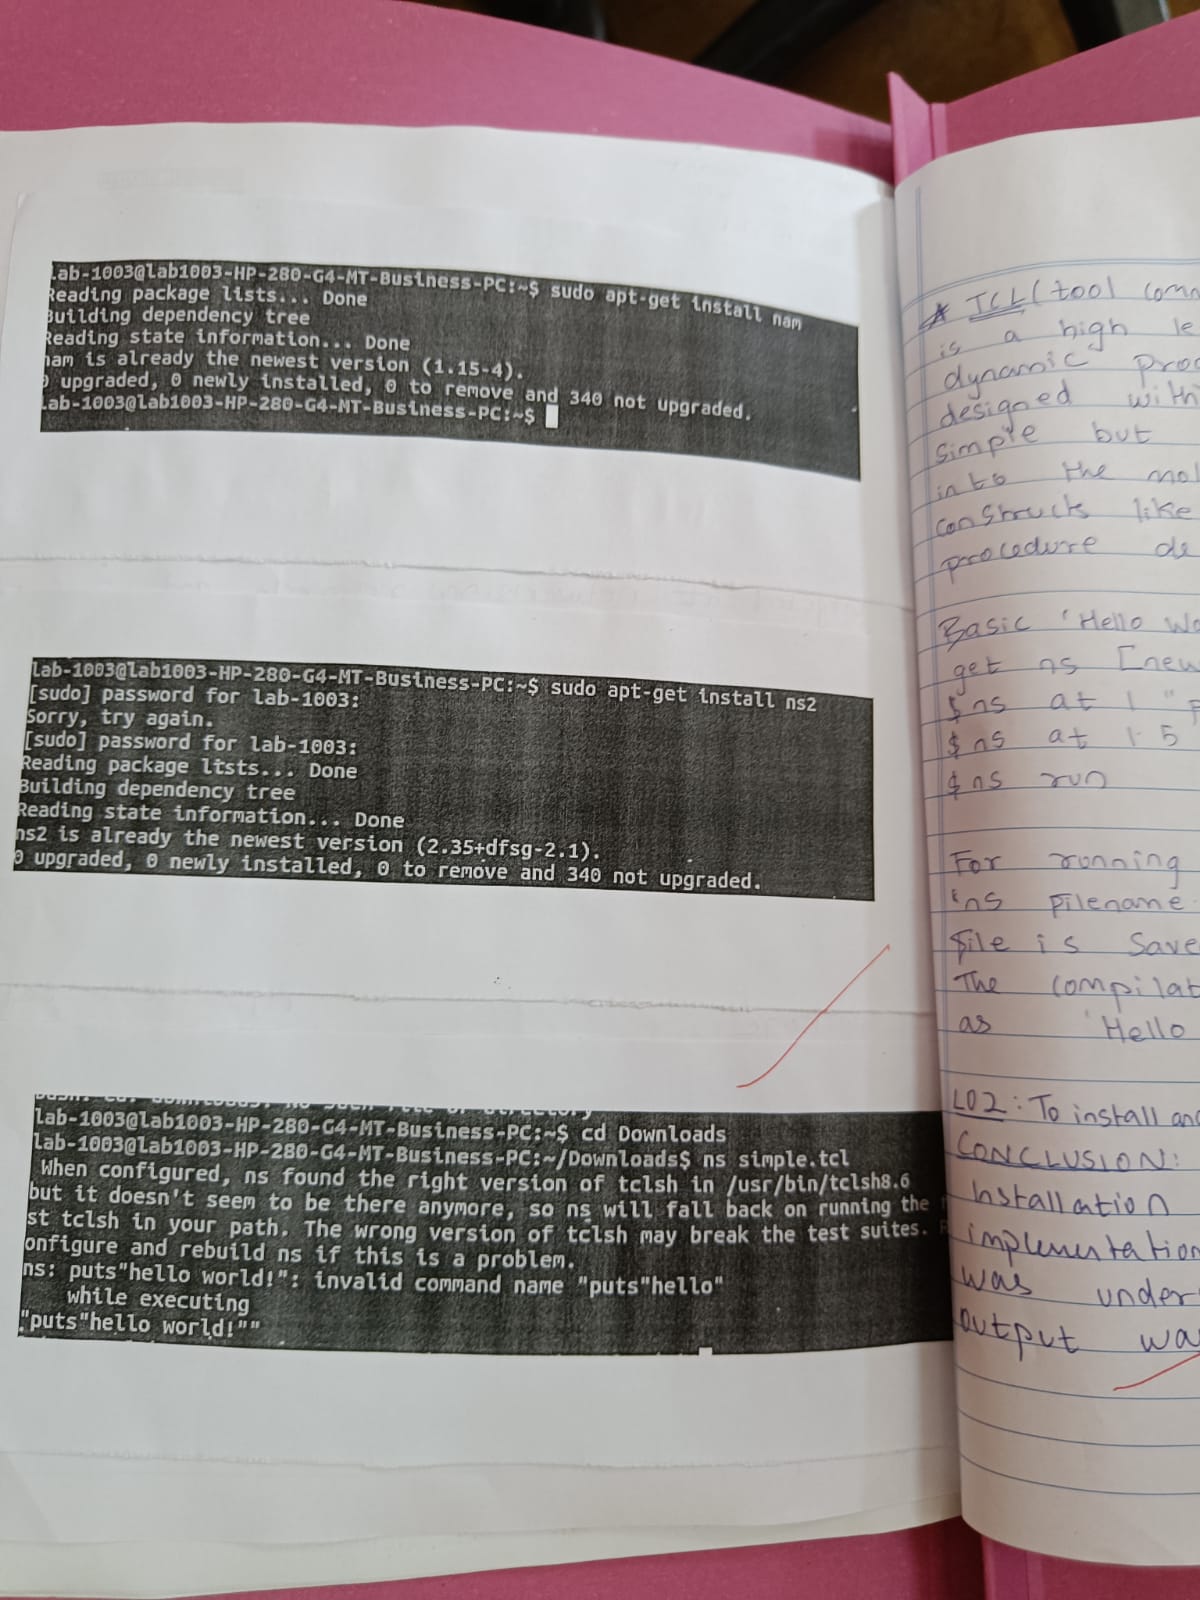 lab-1003@lab1003-HP-280-G4-MT-Business-PC:~$ sudo apt-get install nam
Reading package lists... Done
Building dependency tree
Reading state information... Done
nam is already the newest version (1.15-4).
0 upgraded, 0 newly installed, 0 to remove and 340 not upgraded.
lab-1003@lab1003-HP-280-G4-MT-Business-PC:~$
lab-1003@lab1003-HP-280-G4-MT-Business-PC:~$ sudo apt-get install ns2
[sudo] password for lab-1003:
Sorry, try again.
[sudo] password for lab-1003:
Reading package lists... Done
Building dependency tree
Reading state information... Done
ns2 is already the newest version (2.35+dfsg-2.1).
0 upgraded, 0 newly installed, 0 to remove and 340 not upgraded.
lab-1003@lab1003-HP-280-G4-MT-Business-PC:~$ cd Downloads
lab-1003@lab1003-HP-280-G4-MT-Business-PC:~/Downloads$ ns simple.tcl
When configured, ns found the right version of tclsh in /usr/bin/tclsh8.6
but it doesn't seem to be there anymore, so ns will fall back on running the
st tclsh in your path. The wrong version of tclsh may break the test suites.
onfigure and rebuild ns if this is a problem.
ns: puts"hello world!": invalid command name "puts"hello"
while executing
"puts"hello world!""
* TCL (tool comn
is a high le
dynamic proc
designed with
simple but
into the mol
constructs like
procedure de
Basic 'Hello Wo
get ns [new
$ns at 1 "p
$ns at 1.5
$ns run
For running
'ns filename.
file is save
The compilat
as 'Hello
LO2: To install and
CONCLUSION:
Installation
implementation
was under
output wa